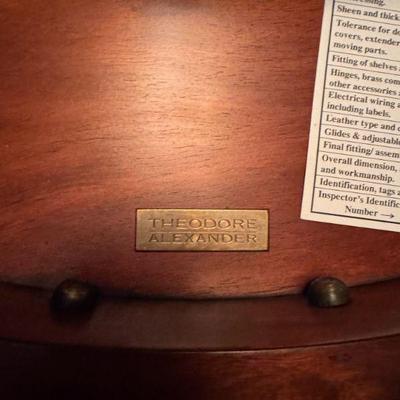 Sheen and thick
Tolerance for do
covers, extender
moving parts.
Fitting of shelves a
Hinges, brass com
other accessories a
Electrical wiring a
including labels.
Leather type and c
Glides & adjustable
Final fitting/ assem
Overall dimension,
and workmanship.
Identification, tags a
Inspector's Identific
Number →
THEODORE
ALEXANDER